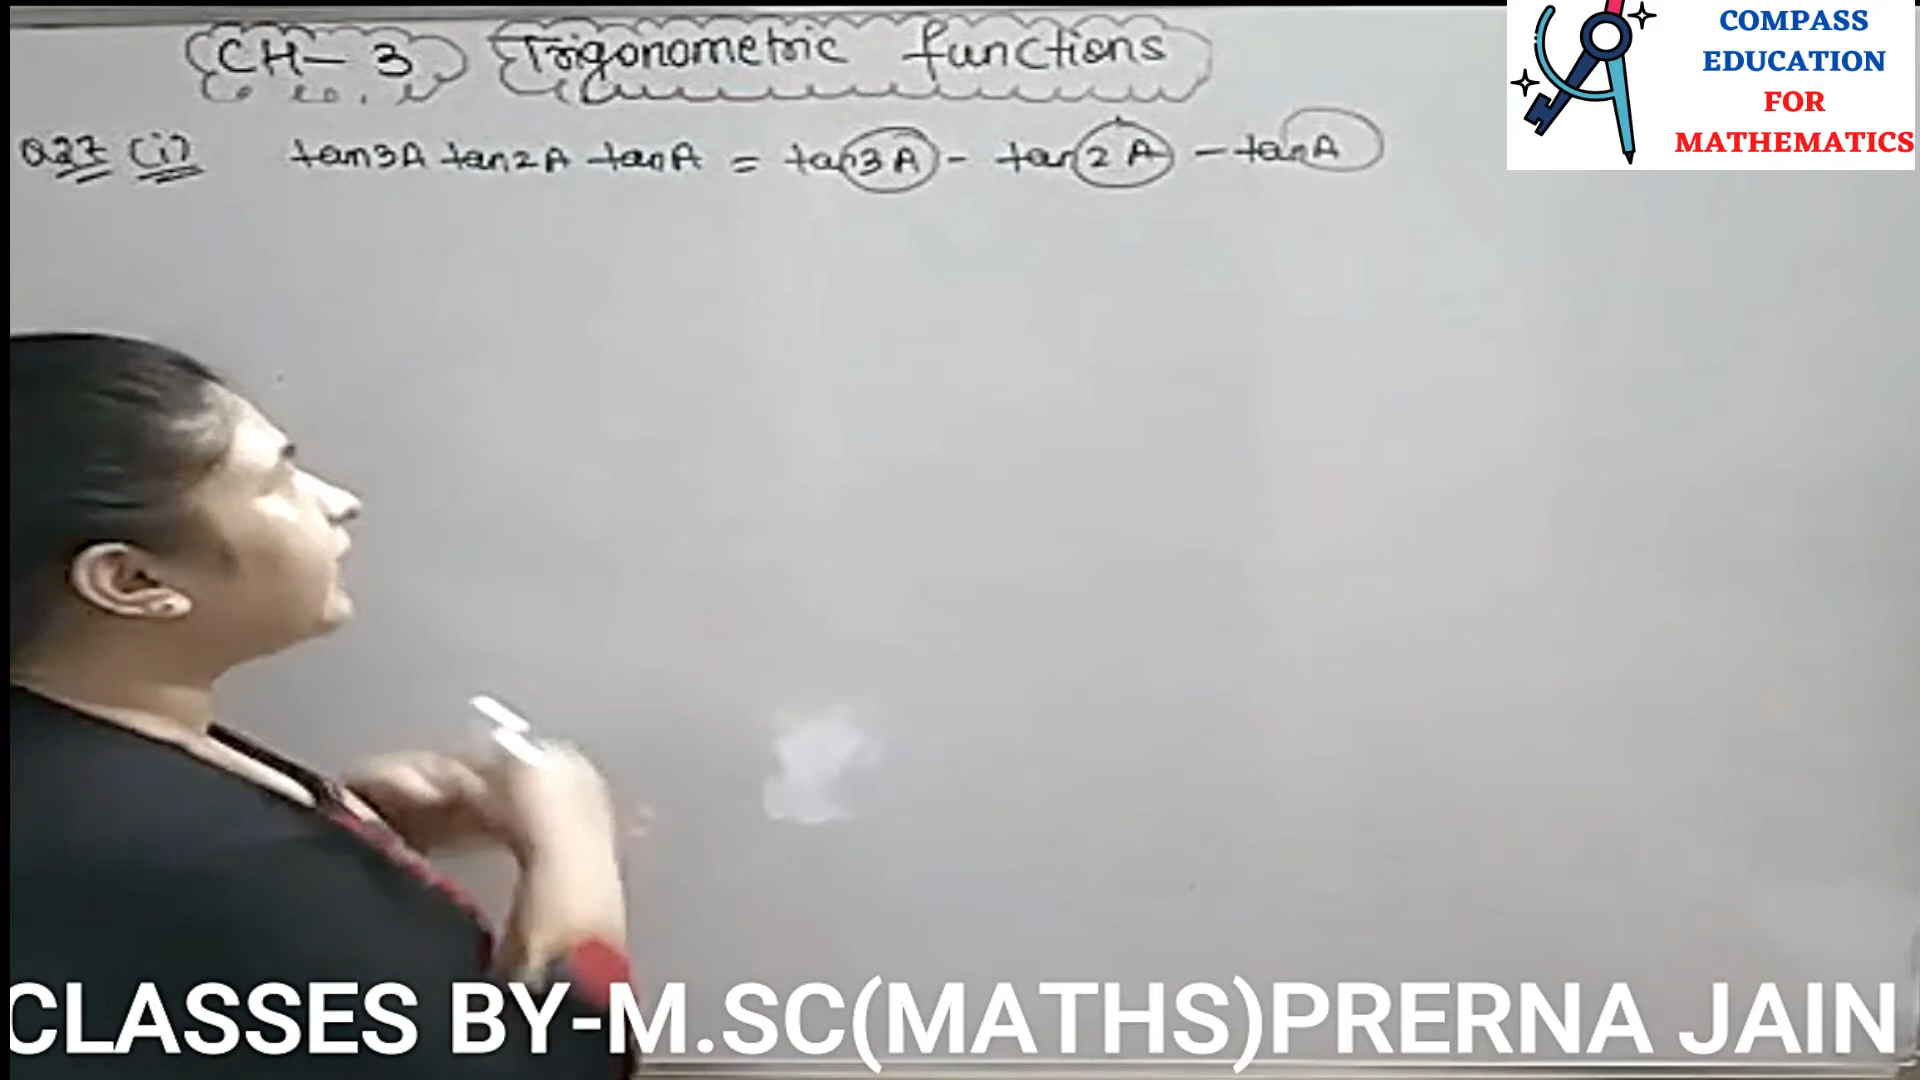 CH-3 Trigonometric functions
Q27 (i) tan3A tan2A tanA = tan3A - tan2A - tanA
COMPASS
EDUCATION
FOR
MATHEMATICS
CLASSES BY-M.SC(MATHS)PRERNA JAIN